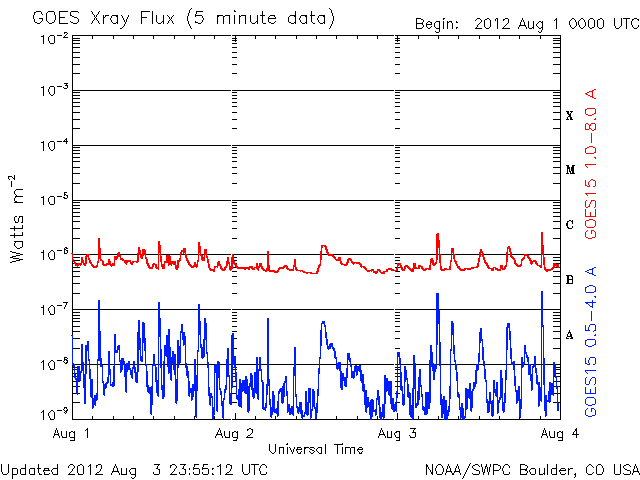 GOES Xray Flux (5 minute data)
Begin: 2012 Aug 1 0000 UTC
10-2
10-3
10-4
10-5
10-6
10-7
10-8
10-9
Watts m-2
X
M
C
B
A
GOES15 1.0-8.0 A
GOES15 0.5-4.0 A
Aug 1
Aug 2
Aug 3
Aug 4
Universal Time
Updated 2012 Aug 3 23:55:12 UTC
NOAA/SWPC Boulder, CO USA